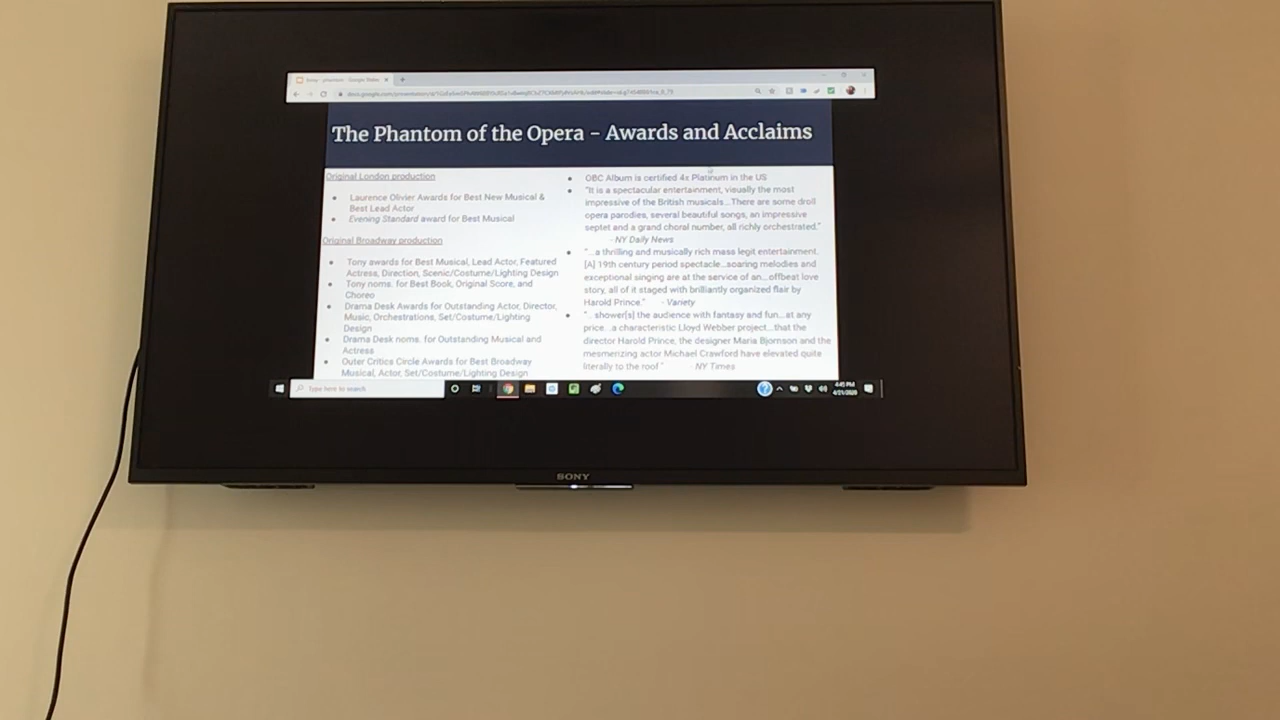 The Phantom of the Opera - Awards and Acclaims
Original London production
Laurence Olivier Awards for Best New Musical &
Best Lead Actor
Evening Standard award for Best Musical
Original Broadway production
Tony awards for Best Musical, Lead Actor, Featured
Actress, Direction, Scenic/Costume/Lighting Design
Tony noms. for Best Book, Original Score, and
Choreo
Drama Desk Awards for Outstanding Actor, Director,
Music, Orchestrations, Set/Costume/Lighting
Design
Drama Desk noms. for Outstanding Musical and
Actress
Outer Critics Circle Awards for Best Broadway
Musical, Actor, Set/Costume/Lighting Design
OBC Album is certified 4x Platinum in the US
"It is a spectacular entertainment, visually the most
impressive of the British musicals...There are some droll
opera parodies, several beautiful songs, an impressive
septet and a grand choral number, all richly orchestrated."
- NY Daily News
"...a thrilling and musically rich mass legit entertainment.
[A] 19th century period spectacle...soaring melodies and
exceptional singing are at the service of an...offbeat love
story, all of it staged with brilliantly organized flair by
Harold Prince." - Variety
"...shower[s] the audience with fantasy and fun...at any
price...a characteristic Lloyd Webber project...that the
director Harold Prince, the designer Maria Bjornson and the
mesmerizing actor Michael Crawford have elevated quite
literally to the roof" NY Times
Type here to search
4:45 PM
4/21/2020
SONY